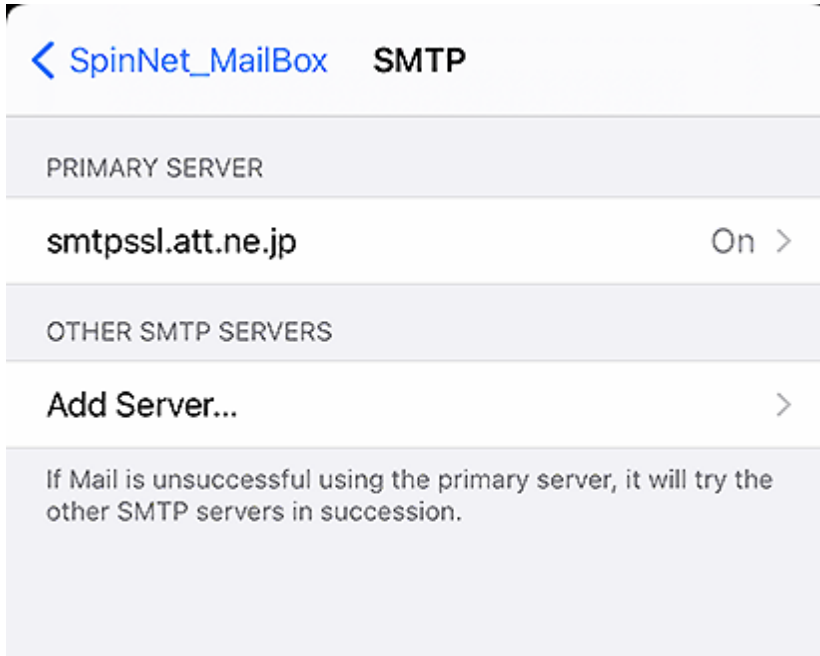 SpinNet_MailBox SMTP
PRIMARY SERVER
smtpssl.att.ne.jp On
OTHER SMTP SERVERS
Add Server...
If Mail is unsuccessful using the primary server, it will try the
other SMTP servers in succession.